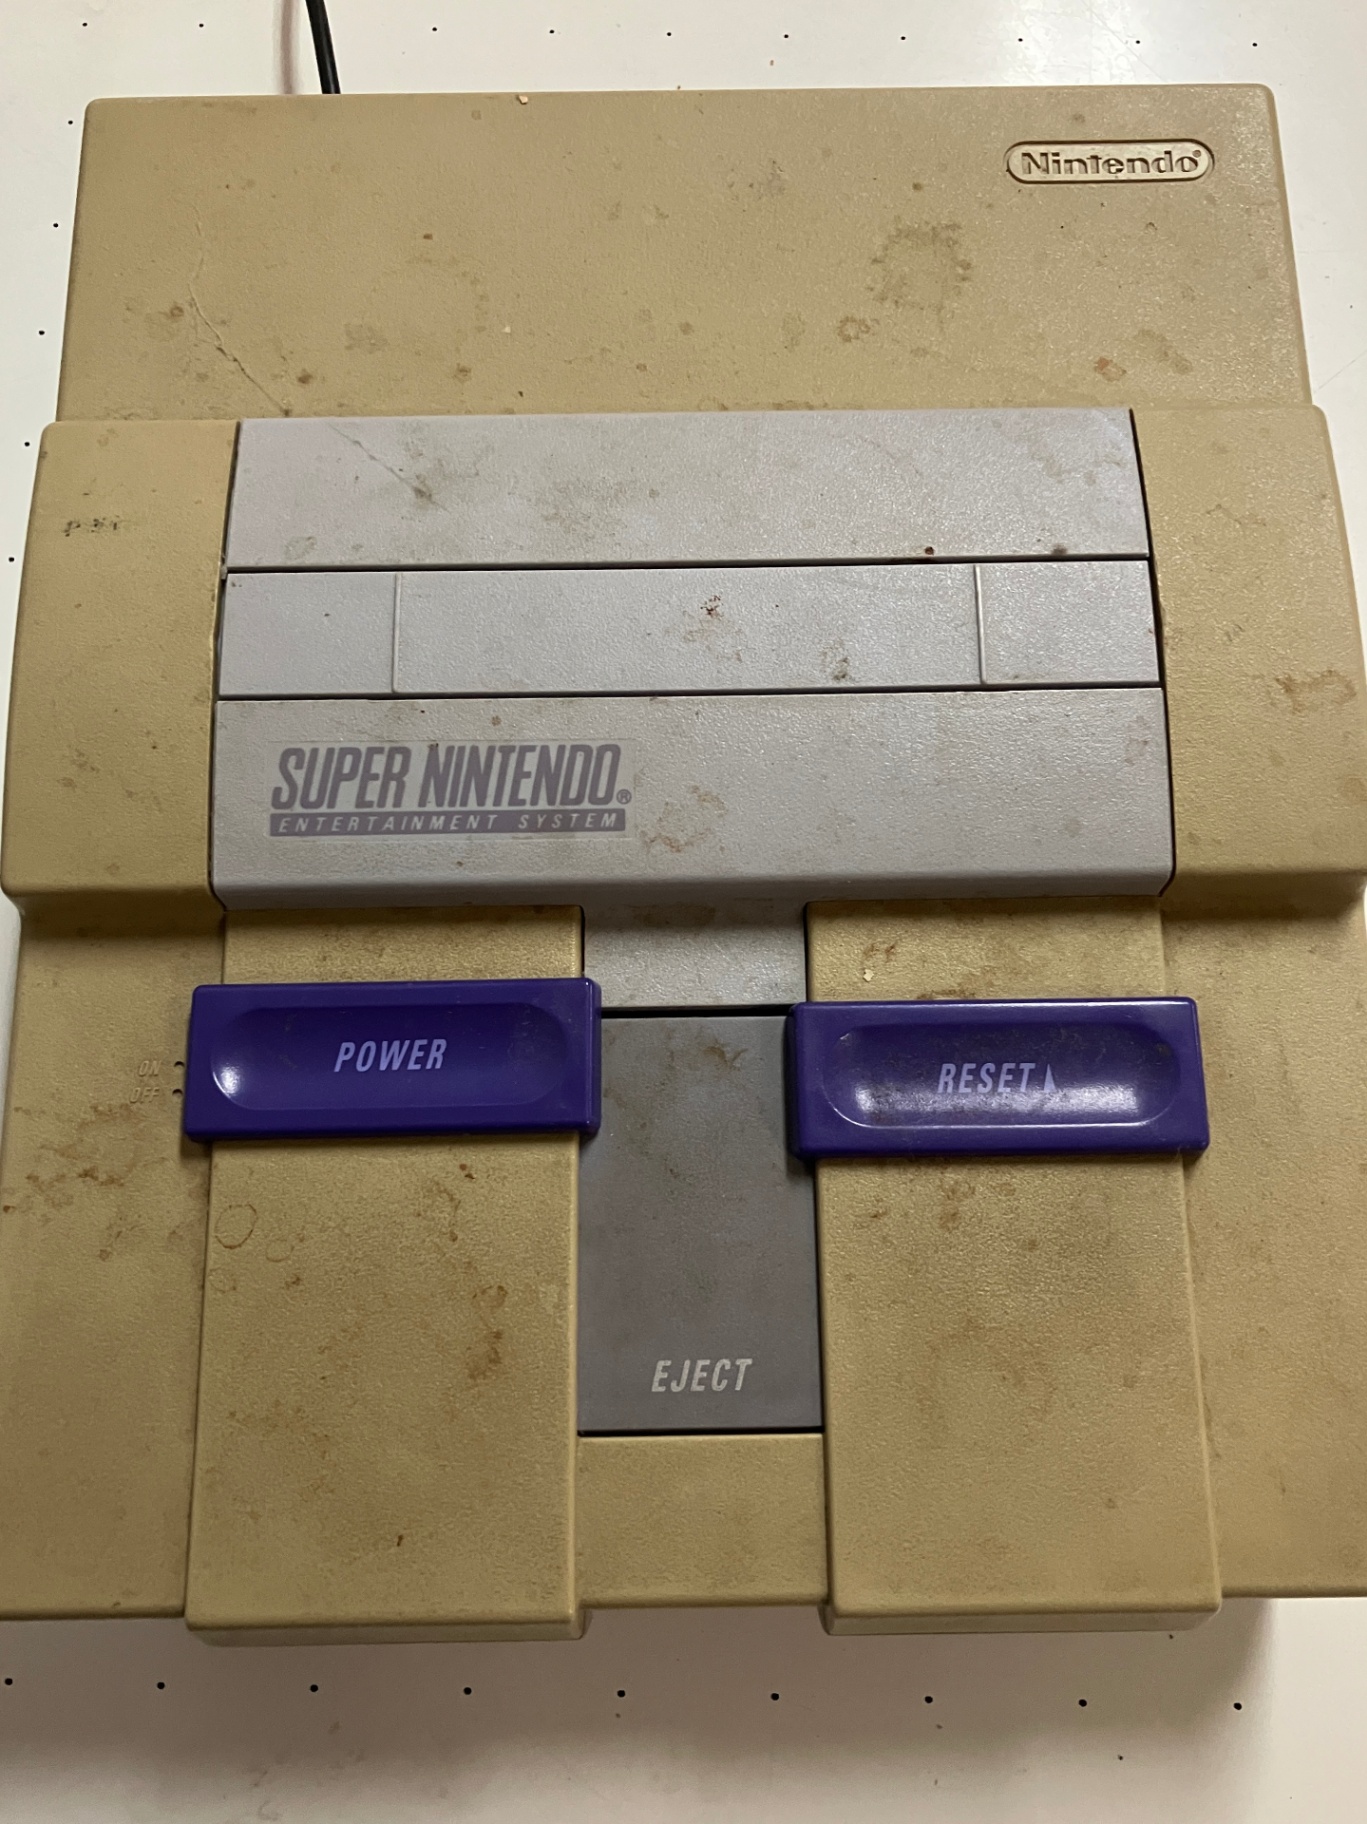 Nintendo®
SUPER NINTENDO®
ENTERTAINMENT SYSTEM
POWER
ON
OFF
RESET
EJECT